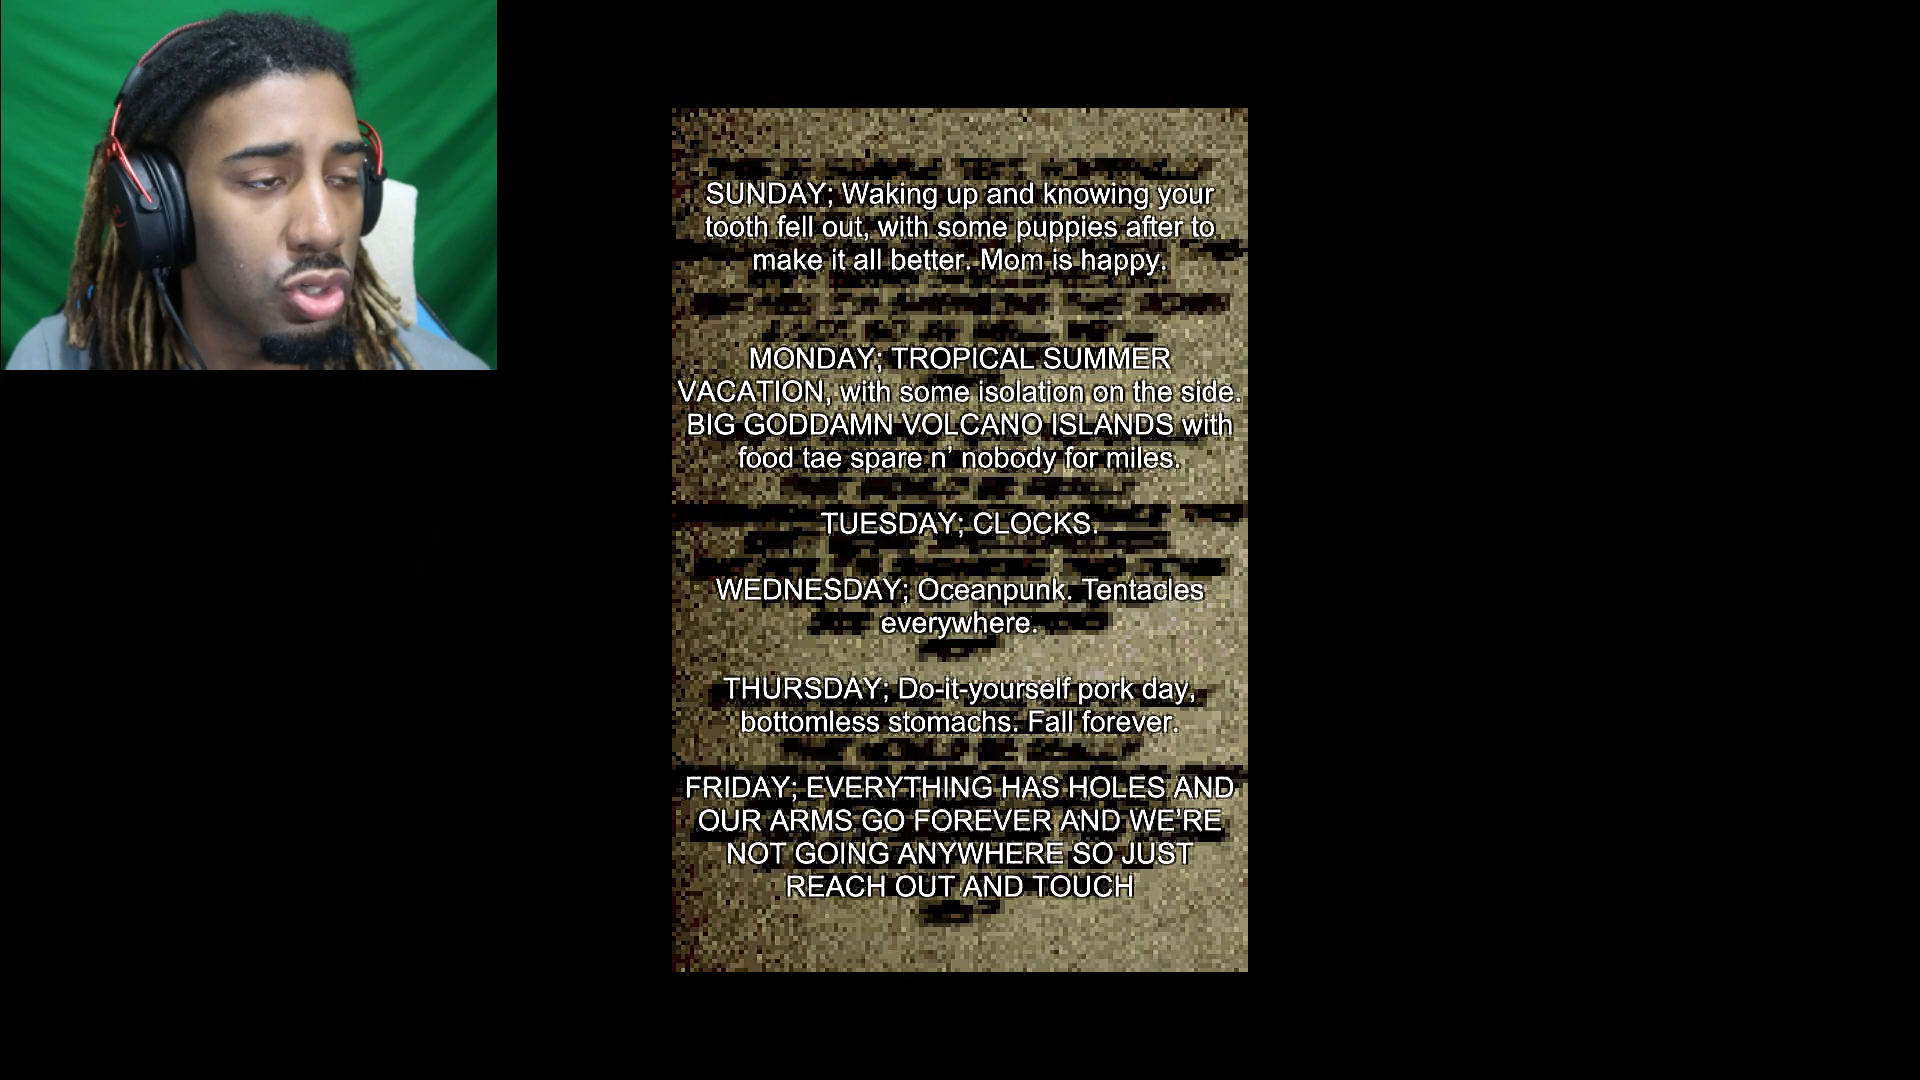 SUNDAY; Waking up and knowing your
tooth fell out, with some puppies after to
make it all better. Mom is happy.
MONDAY; TROPICAL SUMMER
VACATION, with some isolation on the side.
BIG GODDAMN VOLCANO ISLANDS with
food tae spare n’ nobody for miles.
TUESDAY; CLOCKS.
WEDNESDAY; Oceanpunk. Tentacles
everywhere.
THURSDAY; Do-it-yourself pork day,
bottomless stomachs. Fall forever.
FRIDAY; EVERYTHING HAS HOLES AND
OUR ARMS GO FOREVER AND WE’RE
NOT GOING ANYWHERE SO JUST
REACH OUT AND TOUCH